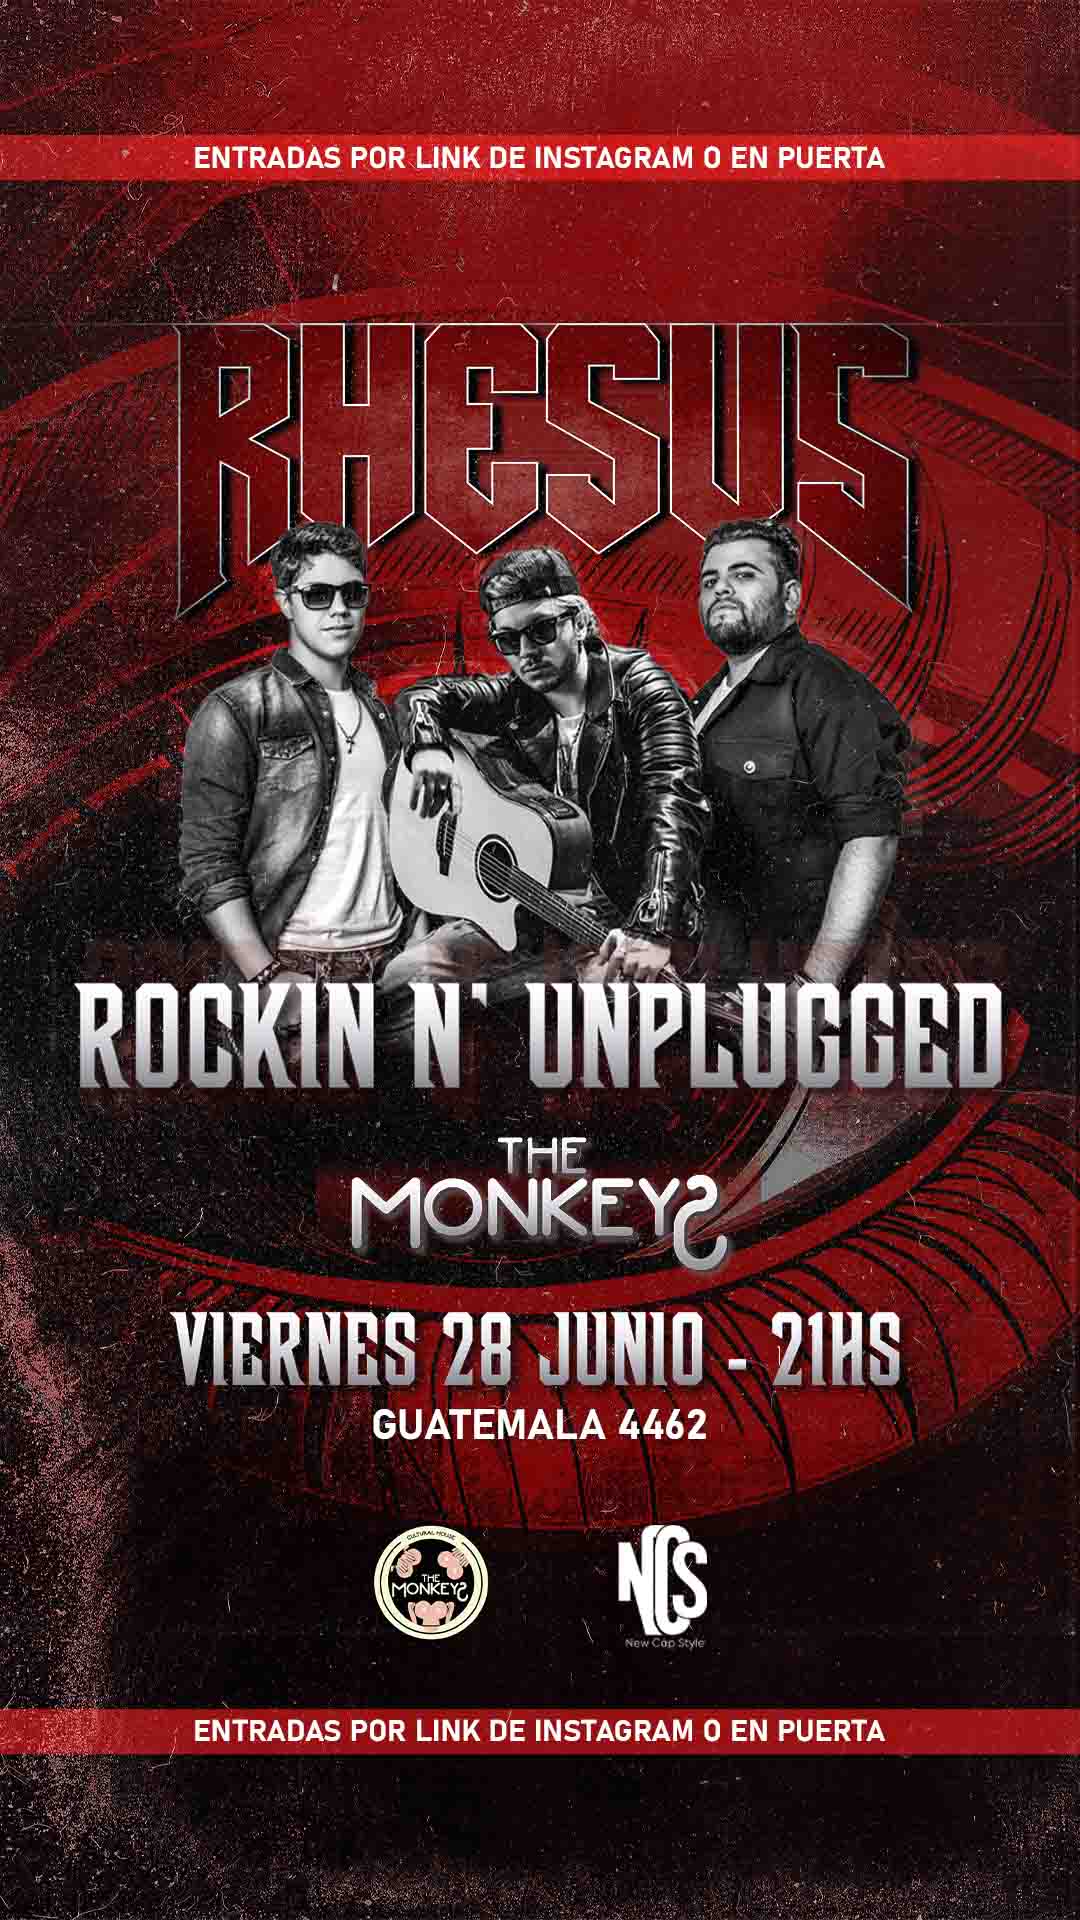 ENTRADAS POR LINK DE INSTAGRAM O EN PUERTA
RHESUS
ROCKIN N' UNPLUGGED
THE
MONKEYS
VIERNES 28 JUNIO - 21HS
GUATEMALA 4462
CULTURAL HOUSE
THE
MONKEYS
NCS
New Cap Style
ENTRADAS POR LINK DE INSTAGRAM O EN PUERTA